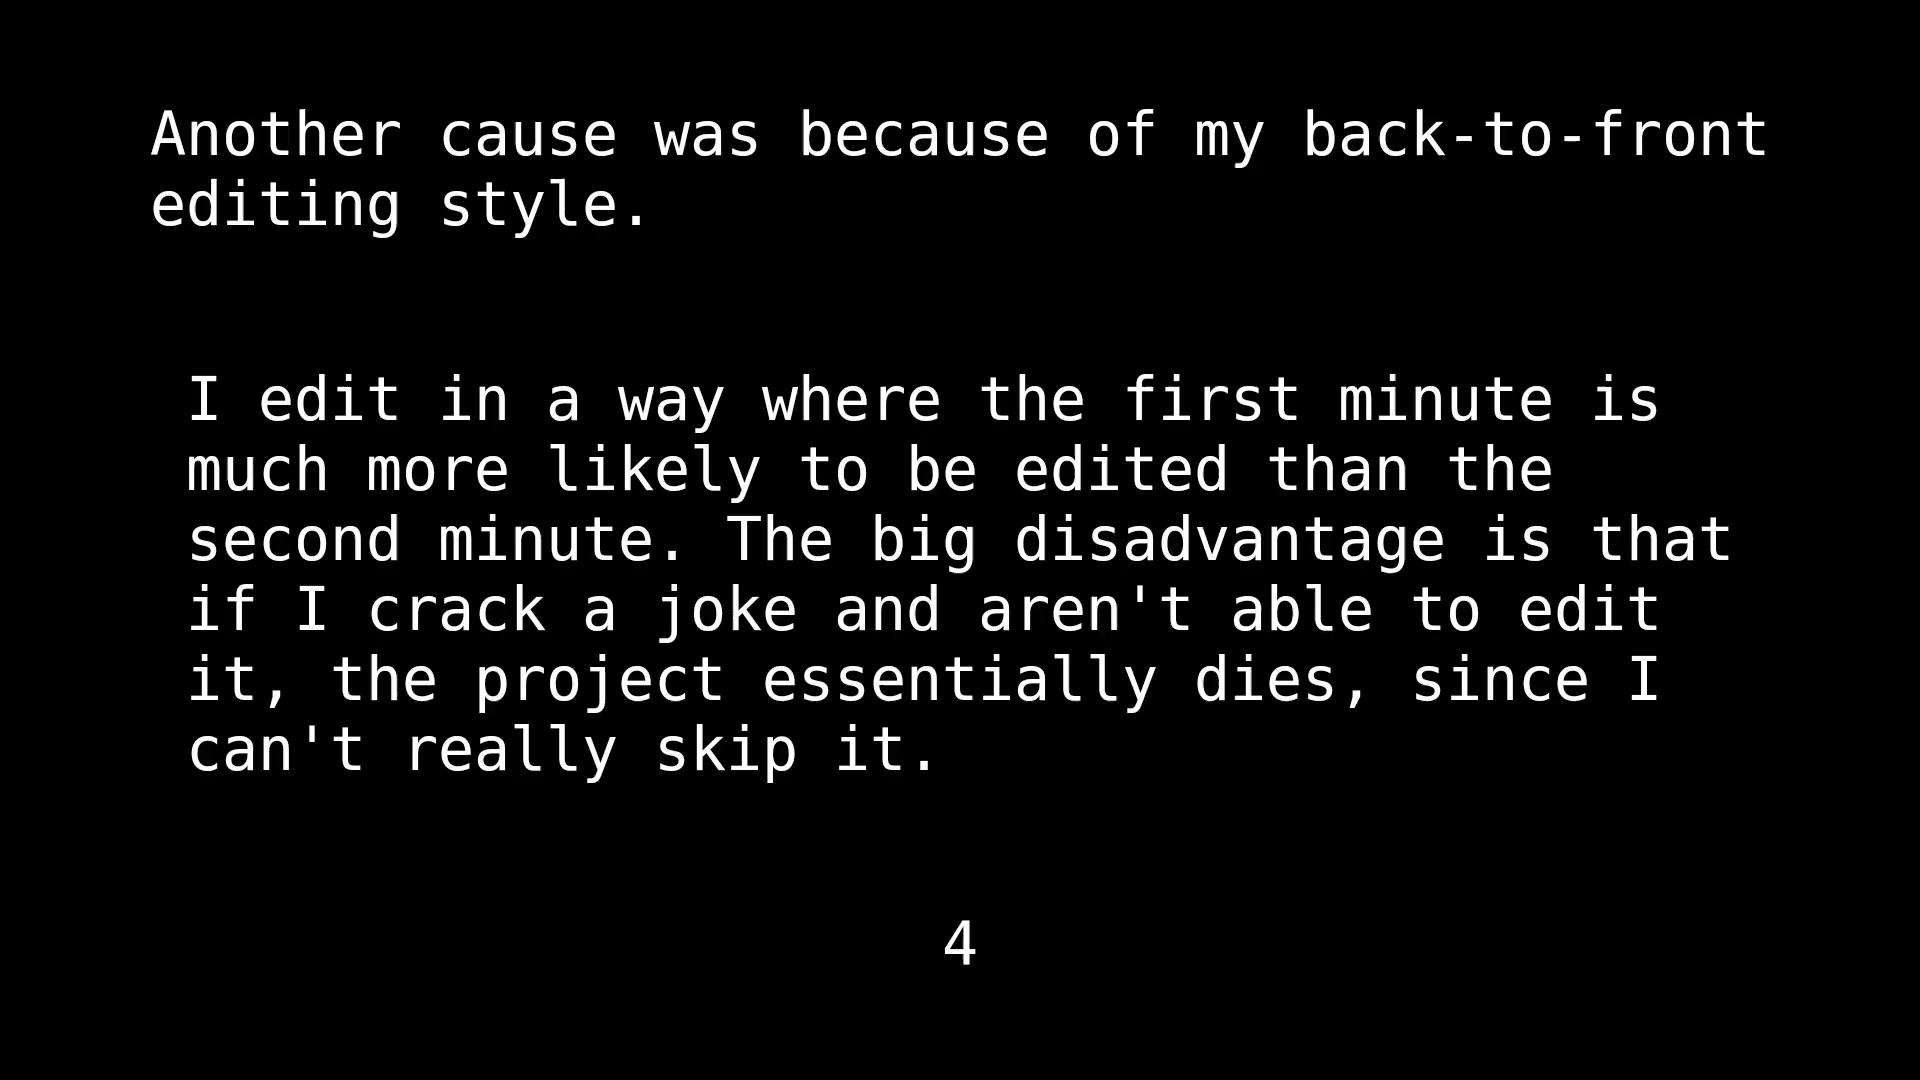 Another cause was because of my back-to-front
editing style.
I edit in a way where the first minute is
much more likely to be edited than the
second minute. The big disadvantage is that
if I crack a joke and aren't able to edit
it, the project essentially dies, since I
can't really skip it.
4